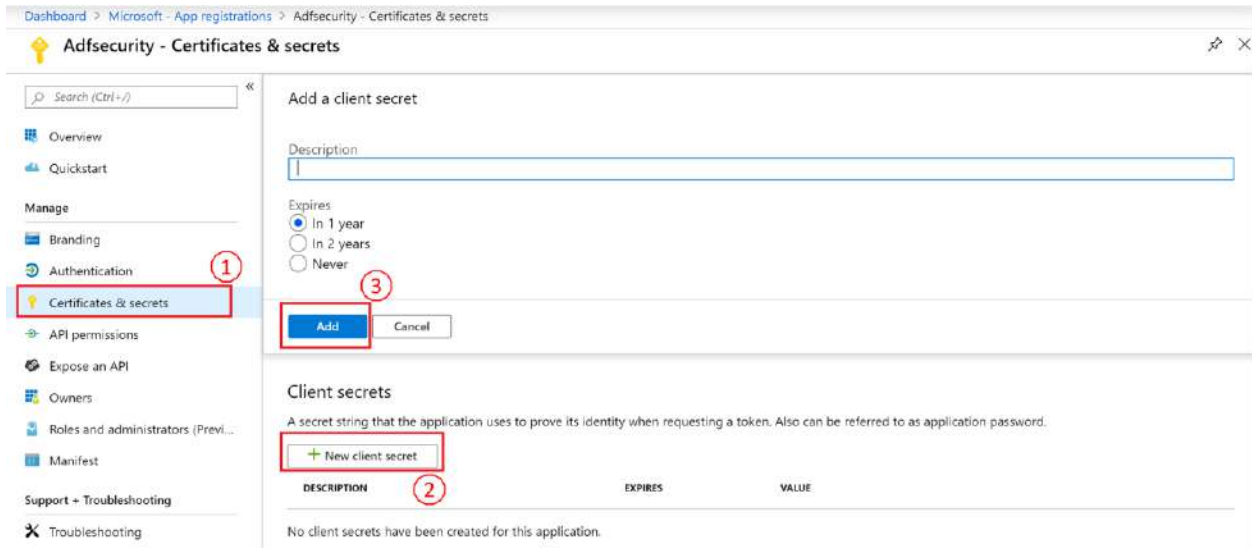 Dashboard > Microsoft - App registrations > Adfsecurity - Certificates & secrets
Adfsecurity - Certificates & secrets
Search (Ctrl+/)
«
Overview
Quickstart
Manage
Branding
Authentication
1
Certificates & secrets
API permissions
Expose an API
Owners
Roles and administrators (Previ...
Manifest
Support + Troubleshooting
Troubleshooting
Add a client secret
Description
Expires
In 1 year
In 2 years
Never
3
Add
Cancel
Client secrets
A secret string that the application uses to prove its identity when requesting a token. Also can be referred to as application password.
+ New client secret
2
DESCRIPTION EXPIRES VALUE
No client secrets have been created for this application.